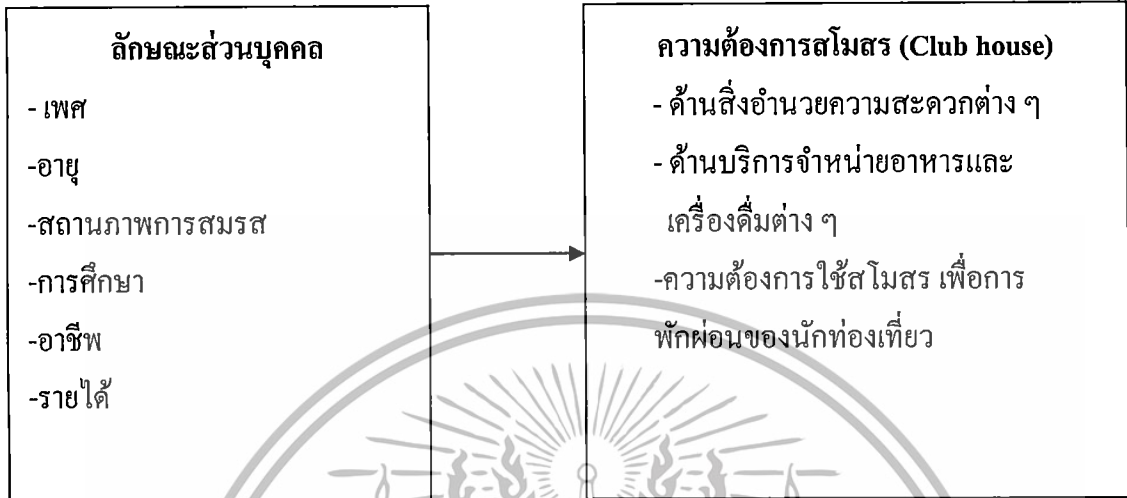 ลักษณะส่วนบุคคล
- เพศ
-อายุ
-สถานภาพการสมรส
-การศึกษา
-อาชีพ
-รายได้
ความต้องการสโมสร (Club house)
- ด้านสิ่งอำนวยความสะดวกต่าง ๆ
- ด้านบริการจำหน่ายอาหารและ
เครื่องดื่มต่าง ๆ
-ความต้องการใช้สโมสร เพื่อการ
พักผ่อนของนักท่องเที่ยว